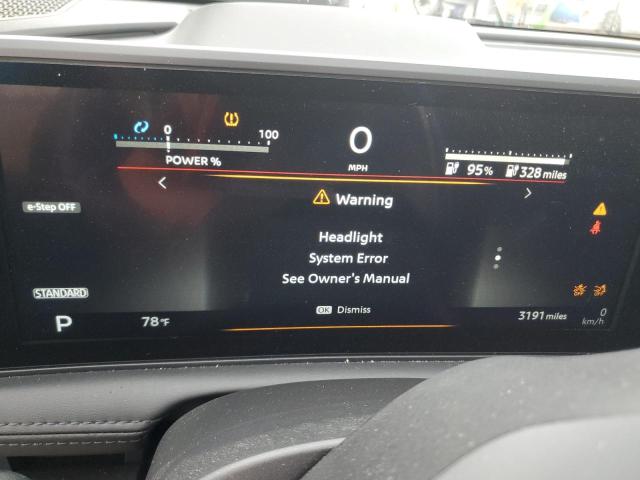 0
100
POWER %
0
MPH
95%
328 miles
Warning
e-Step OFF
Headlight
System Error
See Owner's Manual
STANDARD
OK Dismiss
P
78°F
3191 miles
0
km/h